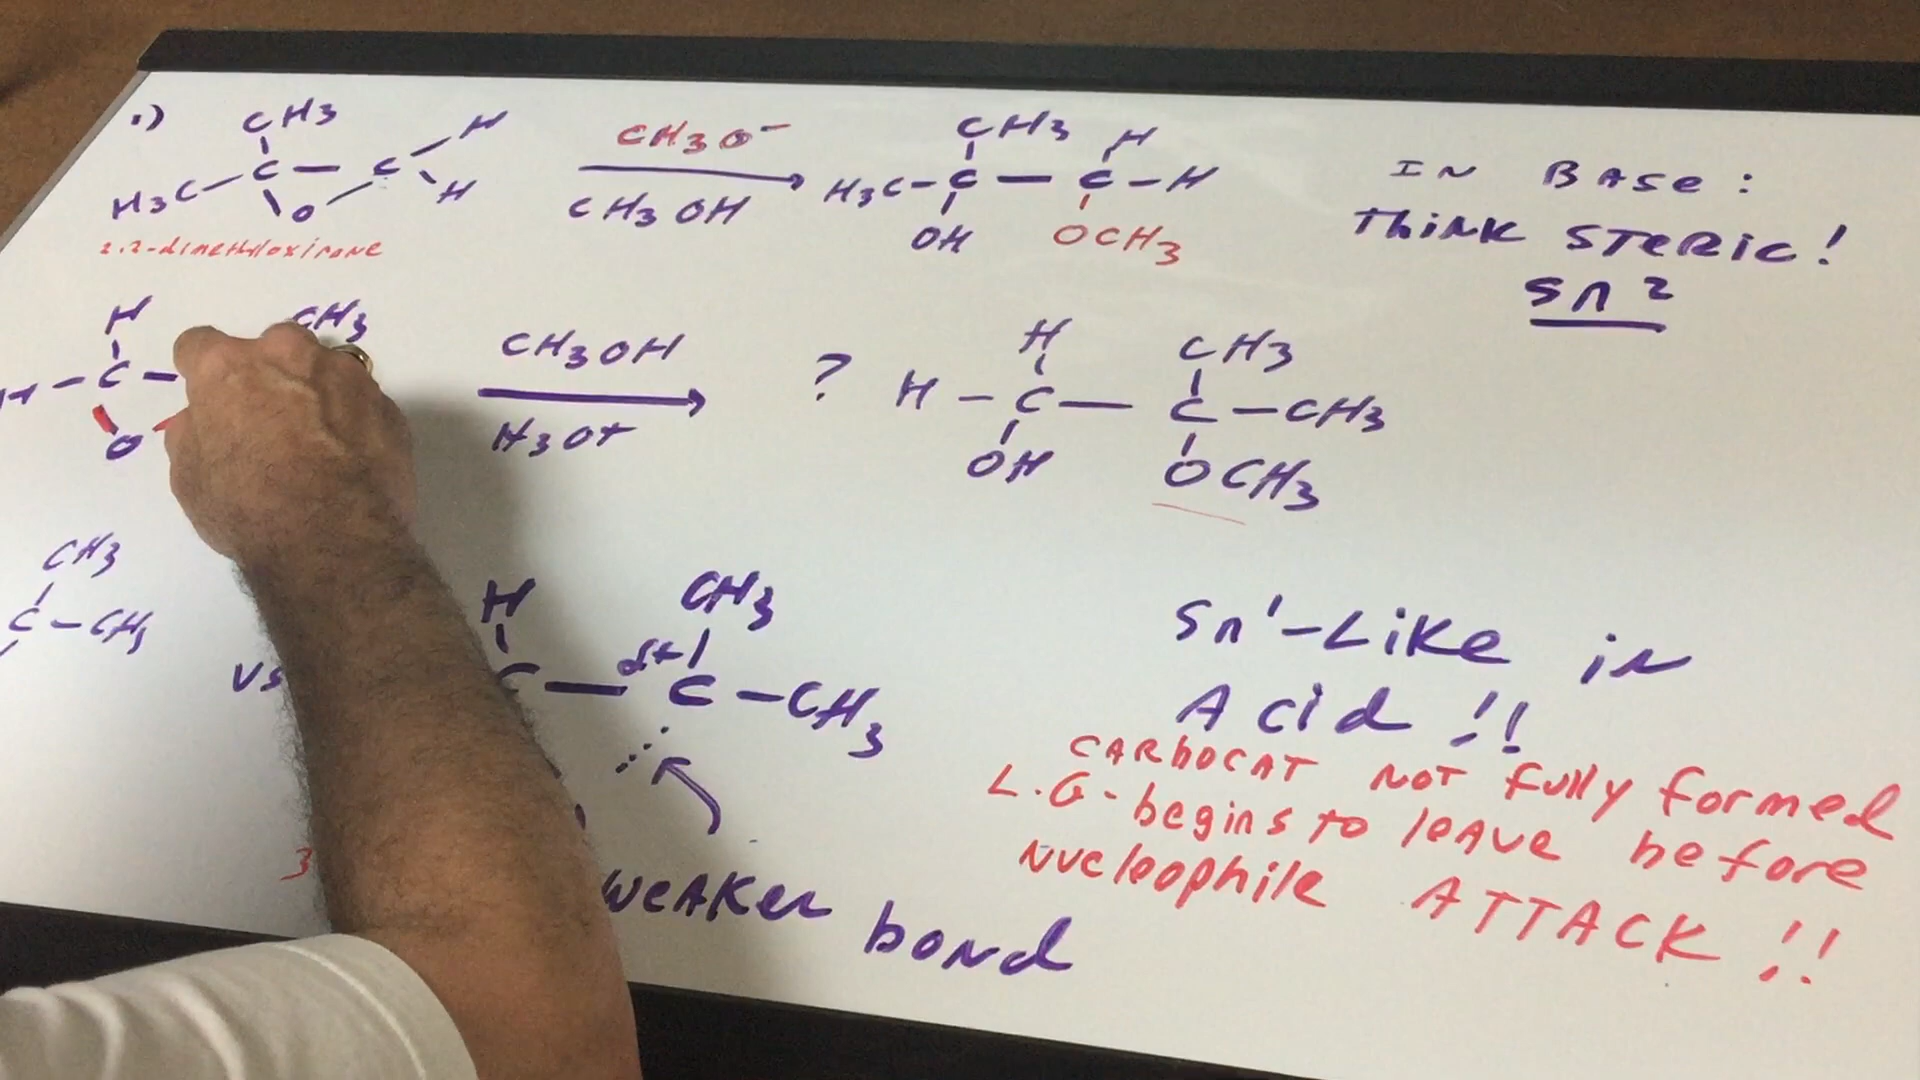 1.)
CH3
H3C – C – C – H
H
O
2.2-dimethyloxirane
CH3O⁻
CH3OH
CH3 H
H3C – C – C – H
OH OCH3
IN BASE:
THINK STERIC!
SN2
H CH3
H – C –
O
CH3OH
H3O+
?
H CH3
H – C – C – CH3
OH OCH3
CH3
C – CH3
VS
H CH3
C – C – CH3
δ+
3
WEAKER bond
SN'-Like in
Acid!!
CARbOCAT NOT fully formed
L.G - begins to leAve before
Nucleophile ATTACK!!